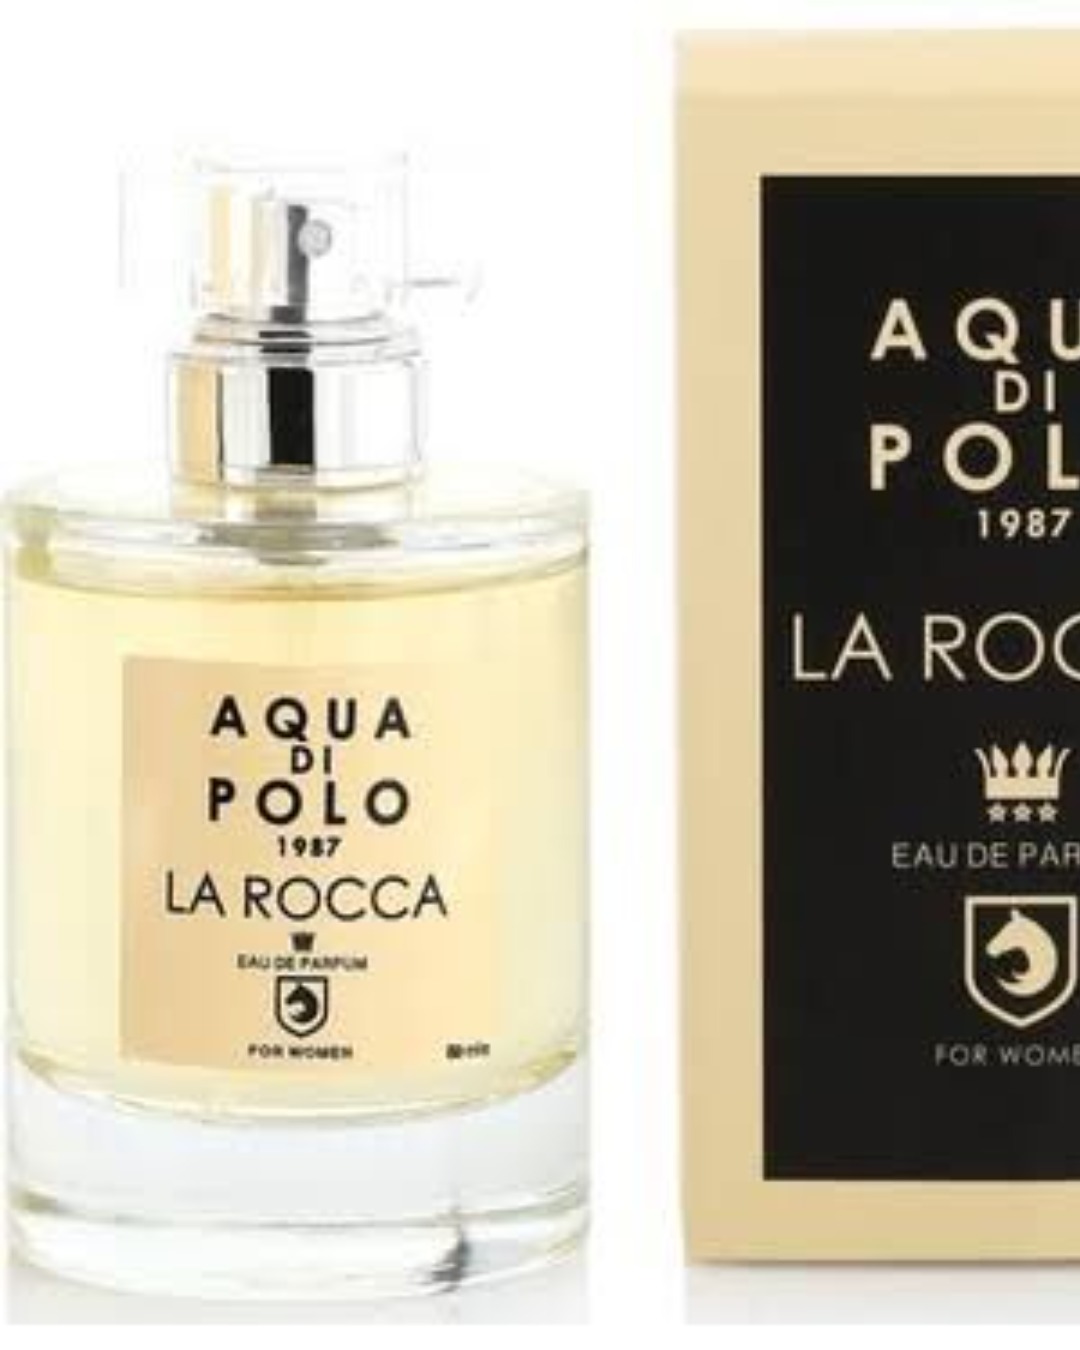 AQUA
DI
POLO
1987
LA ROCCA
EAU DE PARFUM
FOR WOMEN
AQU
DI
POL
1987
LA ROC
EAU DE PAR
FOR WOME